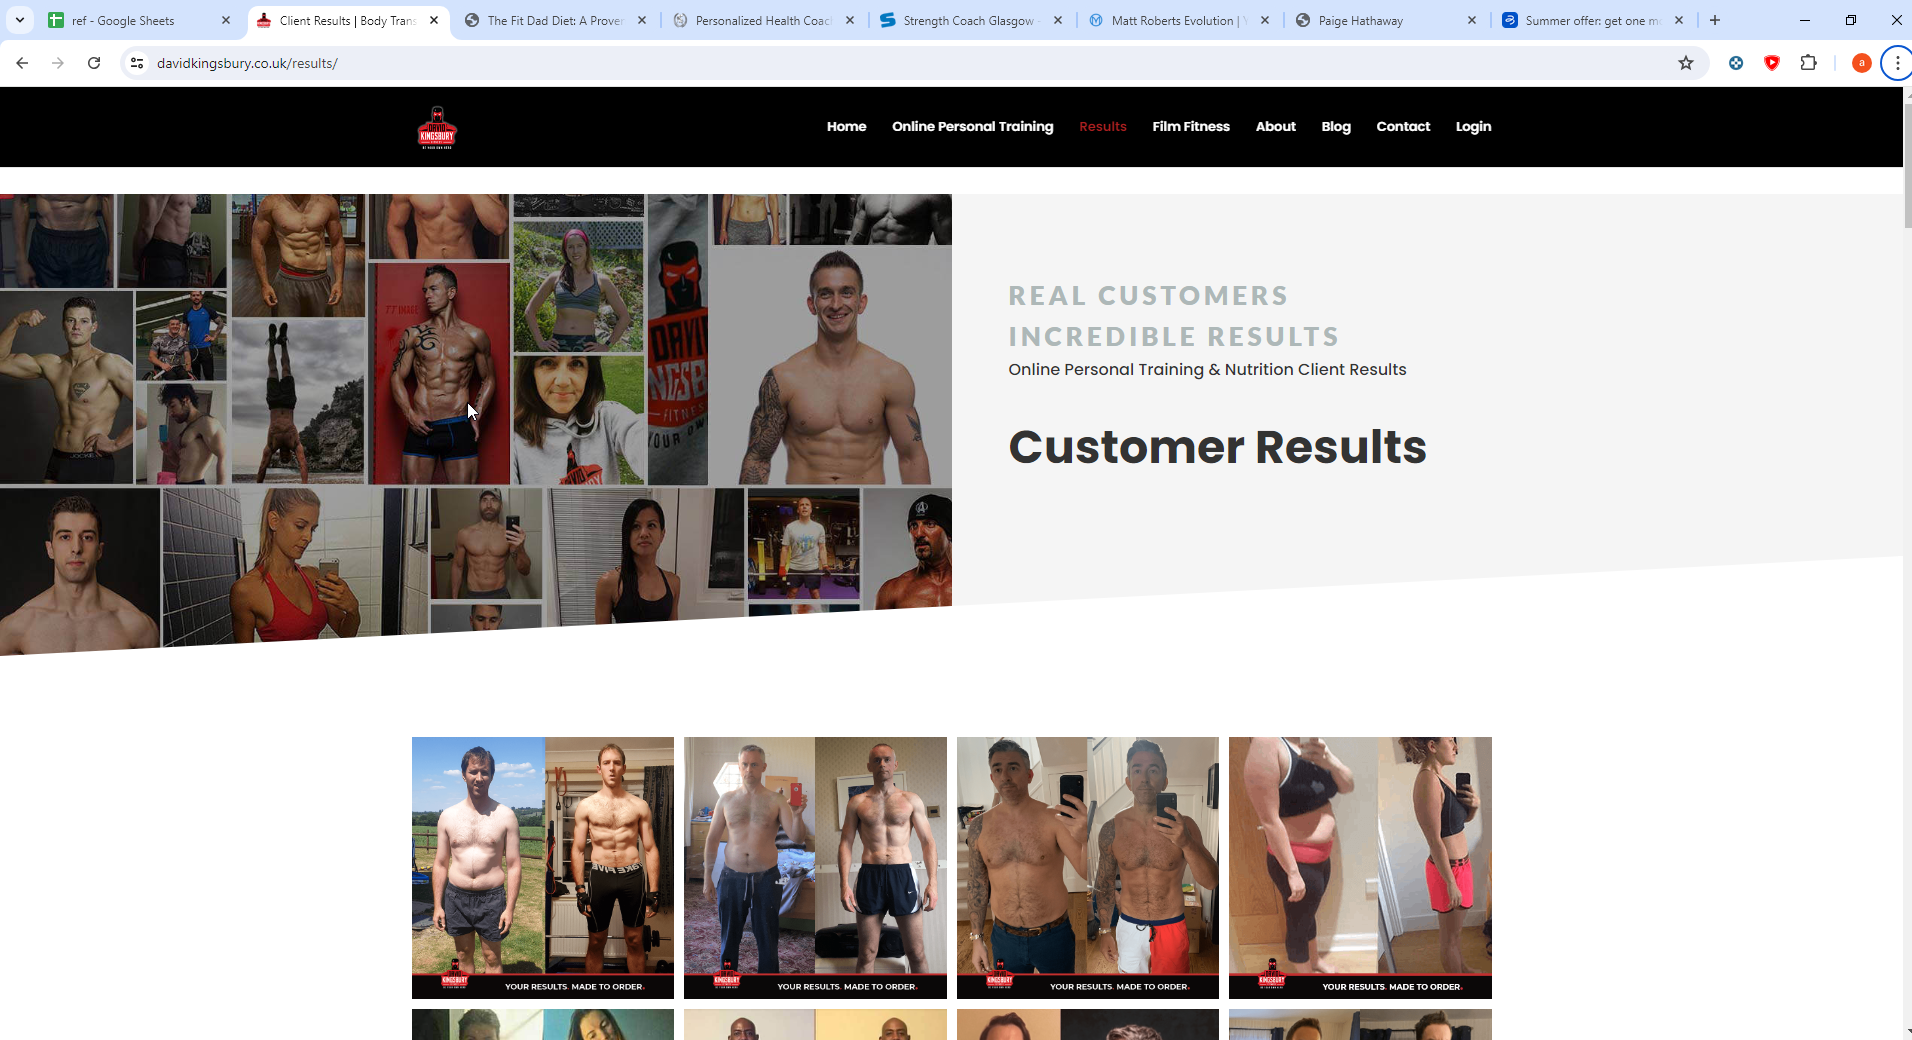 ref - Google Sheets
Client Results | Body Trans
The Fit Dad Diet: A Prove
Personalized Health Coac
Strength Coach Glasgow
Matt Roberts Evolution |
Paige Hathaway
Summer offer: get one mo
davidkingsbury.co.uk/results/
a
KINGSBURY
Home
Online Personal Training
Results
Film Fitness
About
Blog
Contact
Login
REAL CUSTOMERS
INCREDIBLE RESULTS
Online Personal Training & Nutrition Client Results
Customer Results
YOUR RESULTS. MADE TO ORDER.
YOUR RESULTS. MADE TO ORDER.
YOUR RESULTS. MADE TO ORDER.
YOUR RESULTS. MADE TO ORDER.